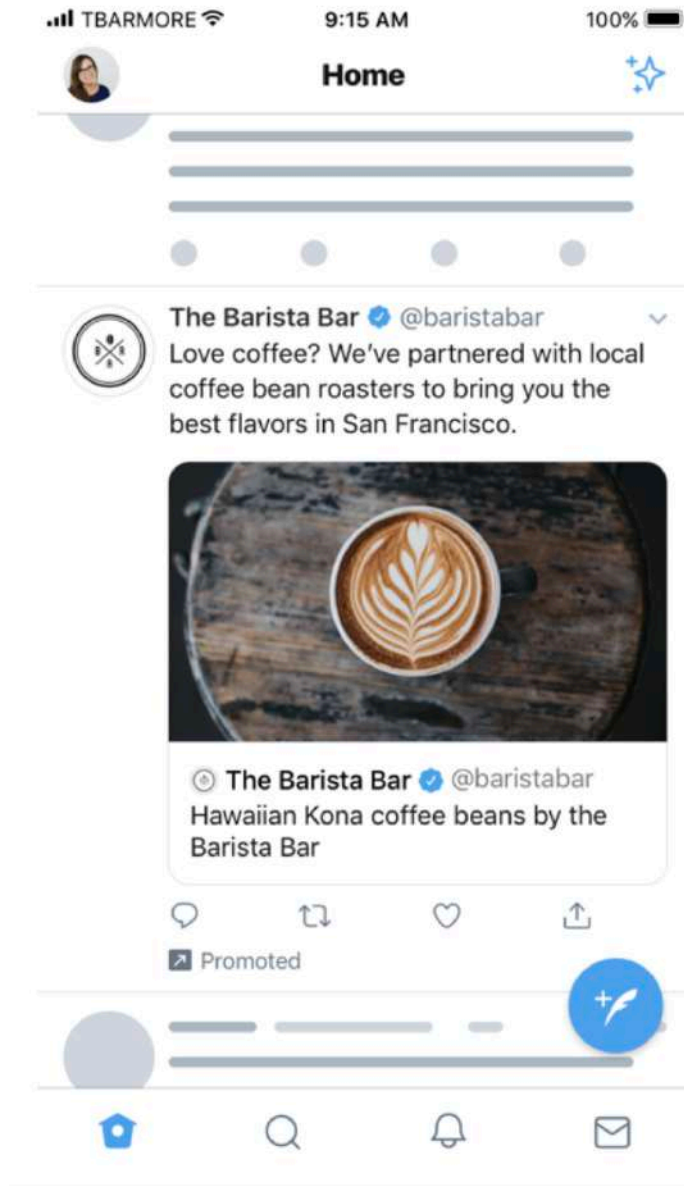 TBARMORE 9:15 AM 100%
Home
The Barista Bar @baristabar
Love coffee? We've partnered with local
coffee bean roasters to bring you the
best flavors in San Francisco.
The Barista Bar @baristabar
Hawaiian Kona coffee beans by the
Barista Bar
Promoted